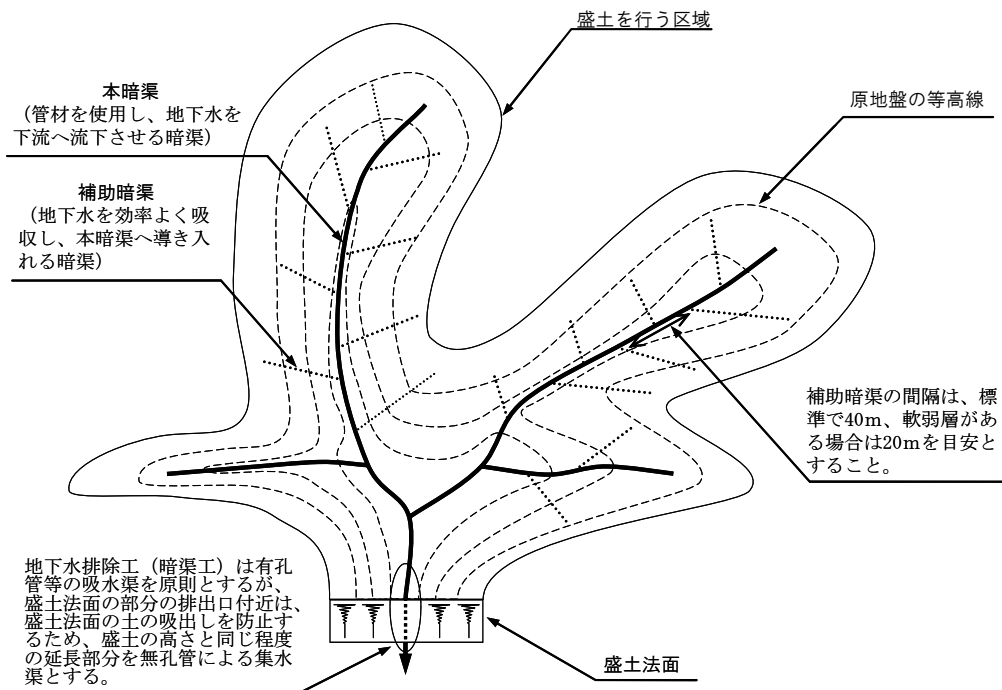 盛土を行う区域
本暗渠
（管材を使用し、地下水を
下流へ流下させる暗渠）
原地盤の等高線
補助暗渠
（地下水を効率よく吸
収し、本暗渠へ導き入
れる暗渠）
補助暗渠の間隔は、標
準で40ｍ、軟弱層があ
る場合は20ｍを目安と
すること。
地下水排除工（暗渠工）は有孔
管等の吸水渠を原則とするが、
盛土法面の部分の排出口付近は、
盛土法面の土の吸出しを防止す
るため、盛土の高さと同じ程度
の延長部分を無孔管による集水
渠とする。
盛土法面